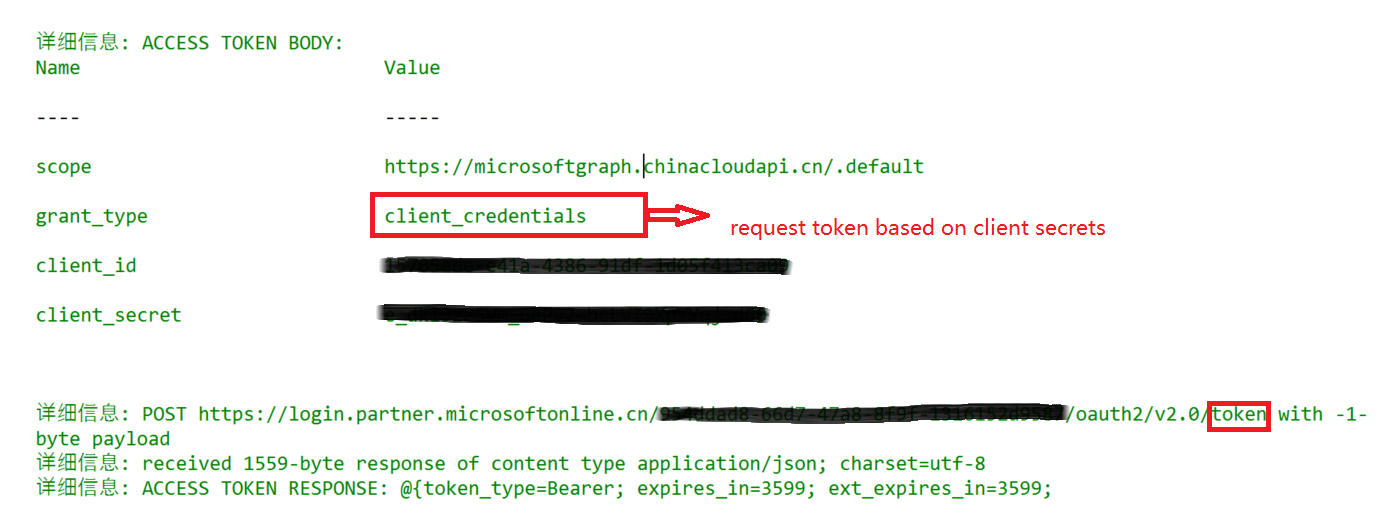 详细信息: ACCESS TOKEN BODY:
Name Value
---- -----
scope https://microsoftgraph.chinacloudapi.cn/.default
grant_type client_credentials
request token based on client secrets
client_id
client_secret
详细信息: POST https://login.partner.microsoftonline.cn/ /oauth2/v2.0/token with -1-
byte payload
详细信息: received 1559-byte response of content type application/json; charset=utf-8
详细信息: ACCESS TOKEN RESPONSE: @{token_type=Bearer; expires_in=3599; ext_expires_in=3599;